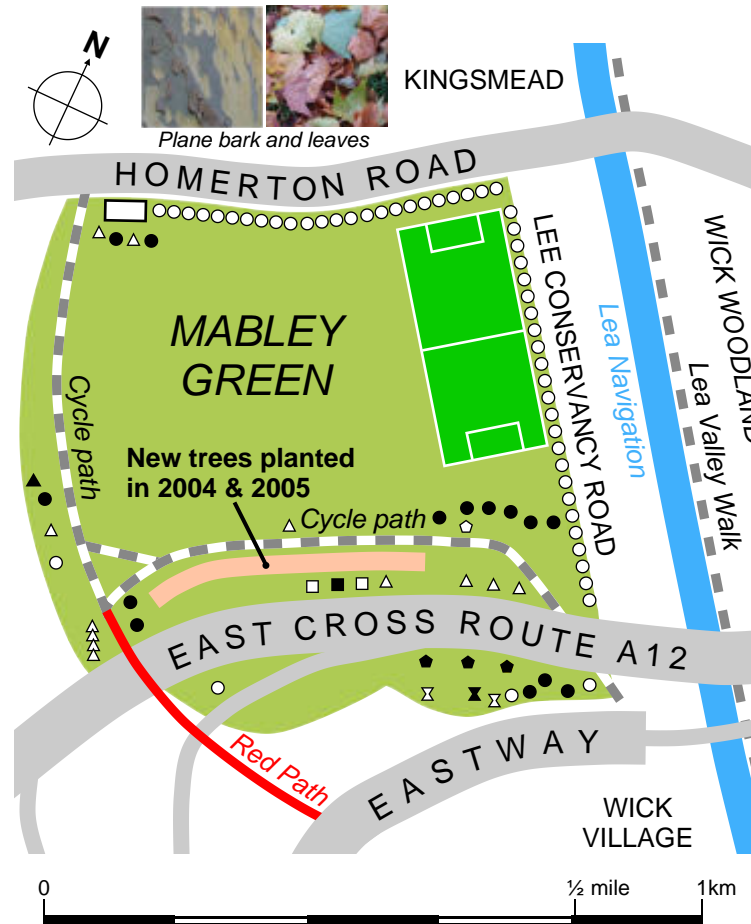 N
KINGSMEAD
Plane bark and leaves
HOMERTON ROAD
LEE CONSERVANCY ROAD
Lea Navigation
WICK WOODLAND
Lea Valley Walk
MABLEY
GREEN
Cycle path
New trees planted
in 2004 & 2005
Cycle path
EAST CROSS ROUTE A12
Red Path
EASTWAY
WICK
VILLAGE
0
½ mile
1km